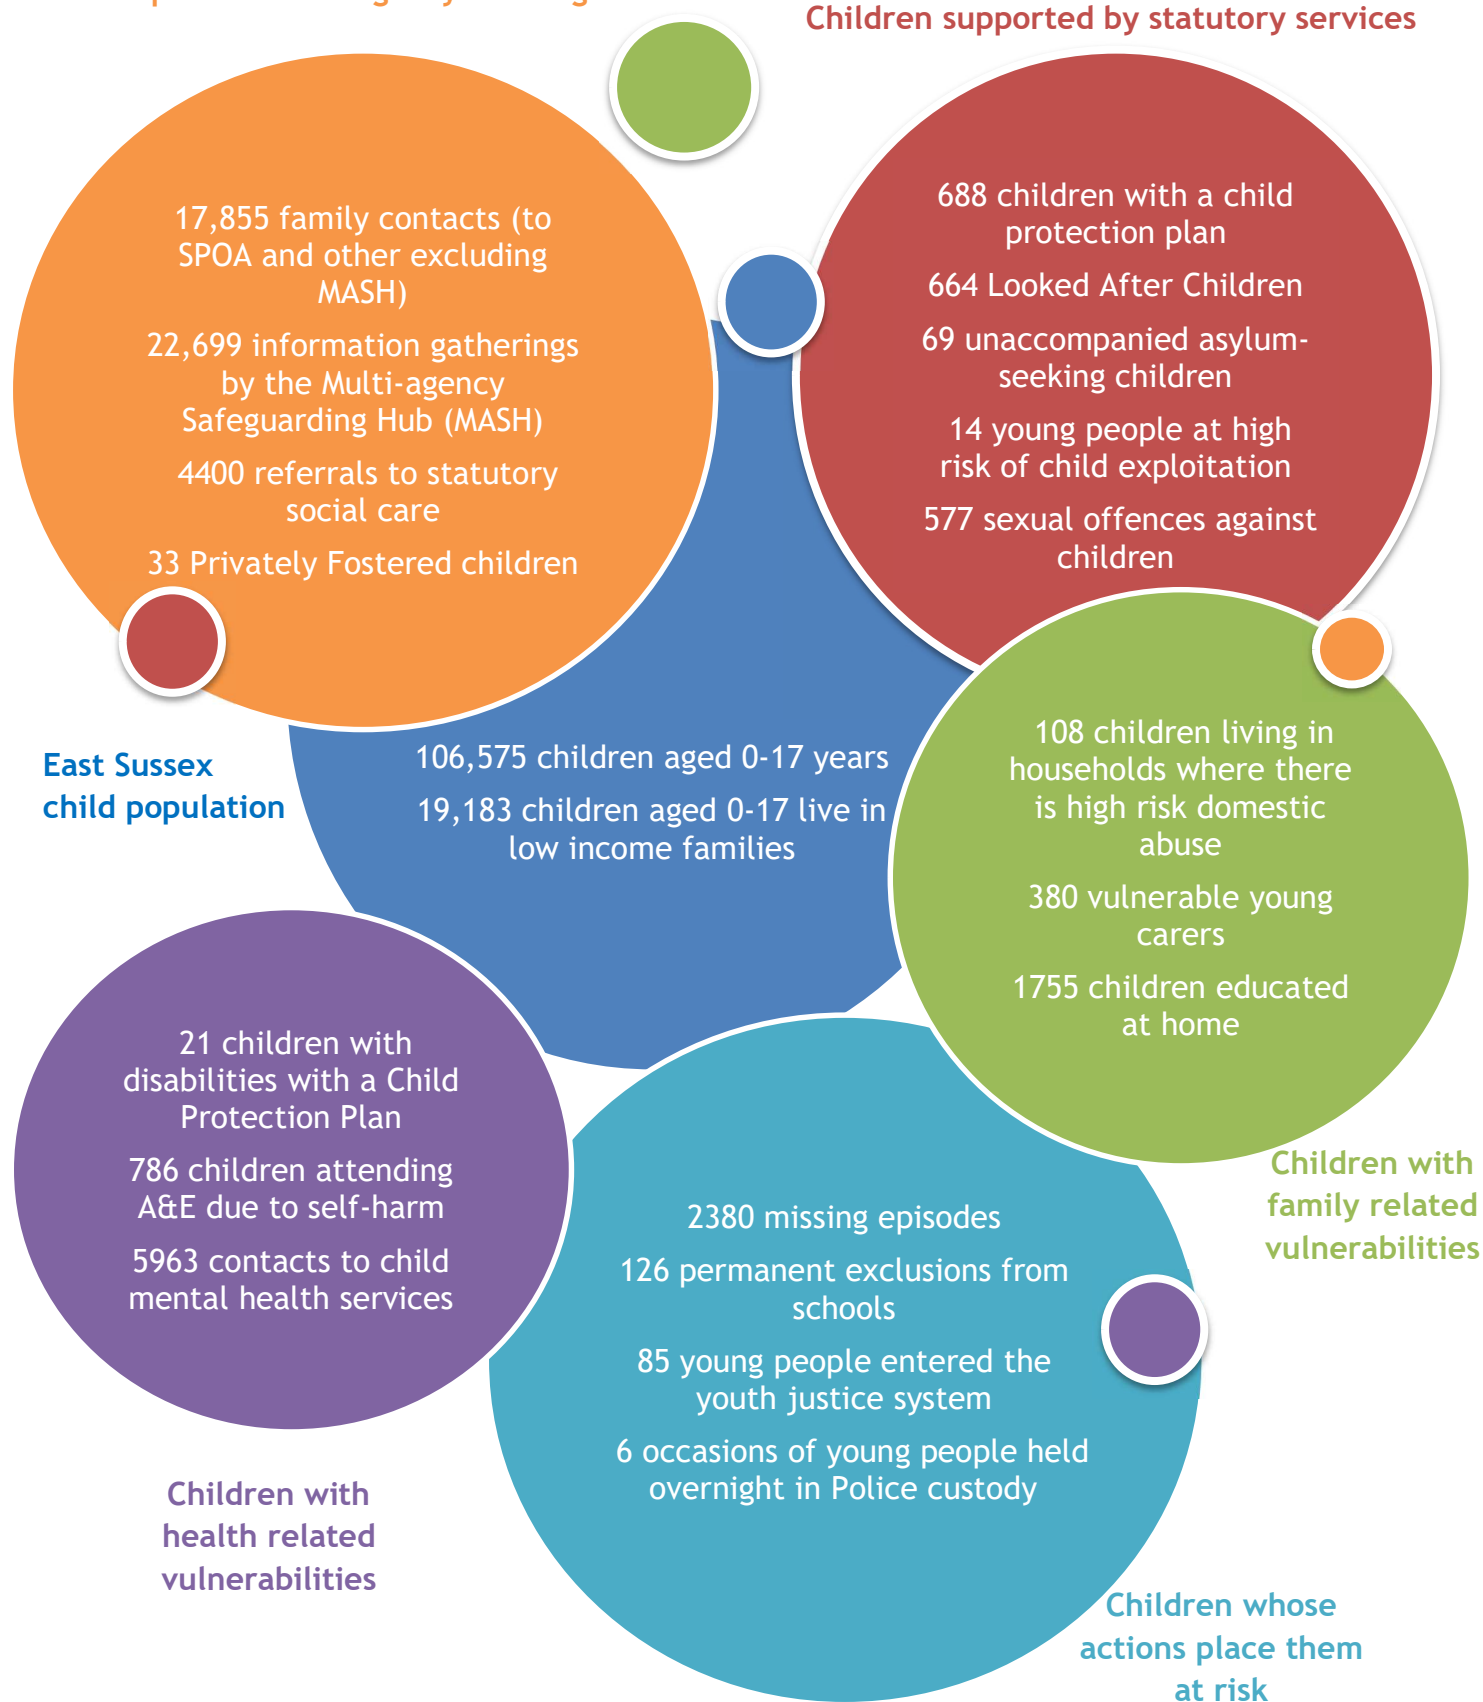 Children supported by statutory services
17,855 family contacts (to
SPOA and other excluding
MASH)
22,699 information gatherings
by the Multi-agency
Safeguarding Hub (MASH)
4400 referrals to statutory
social care
33 Privately Fostered children
688 children with a child
protection plan
664 Looked After Children
69 unaccompanied asylum-
seeking children
14 young people at high
risk of child exploitation
577 sexual offences against
children
East Sussex
child population
106,575 children aged 0-17 years
19,183 children aged 0-17 live in
low income families
108 children living in
households where there
is high risk domestic
abuse
380 vulnerable young
carers
1755 children educated
at home
Children with
family related
vulnerabilities
21 children with
disabilities with a Child
Protection Plan
786 children attending
A&E due to self-harm
5963 contacts to child
mental health services
Children with
health related
vulnerabilities
2380 missing episodes
126 permanent exclusions from
schools
85 young people entered the
youth justice system
6 occasions of young people held
overnight in Police custody
Children whose
actions place them
at risk